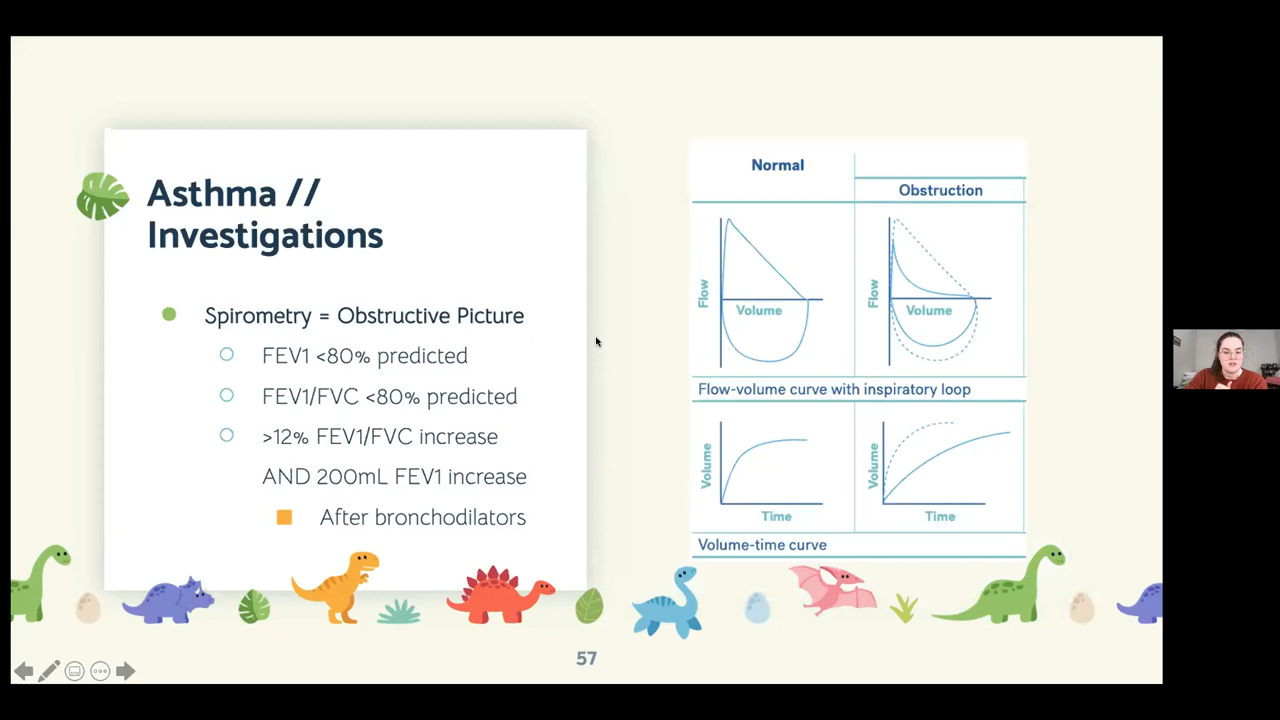 Asthma //
Investigations
Spirometry = Obstructive Picture
FEV1 <80% predicted
FEV1/FVC <80% predicted
>12% FEV1/FVC increase
AND 200mL FEV1 increase
After bronchodilators
Normal
Obstruction
Flow
Volume
Flow
Volume
Flow-volume curve with inspiratory loop
Volume
Time
Volume
Time
Volume-time curve
57